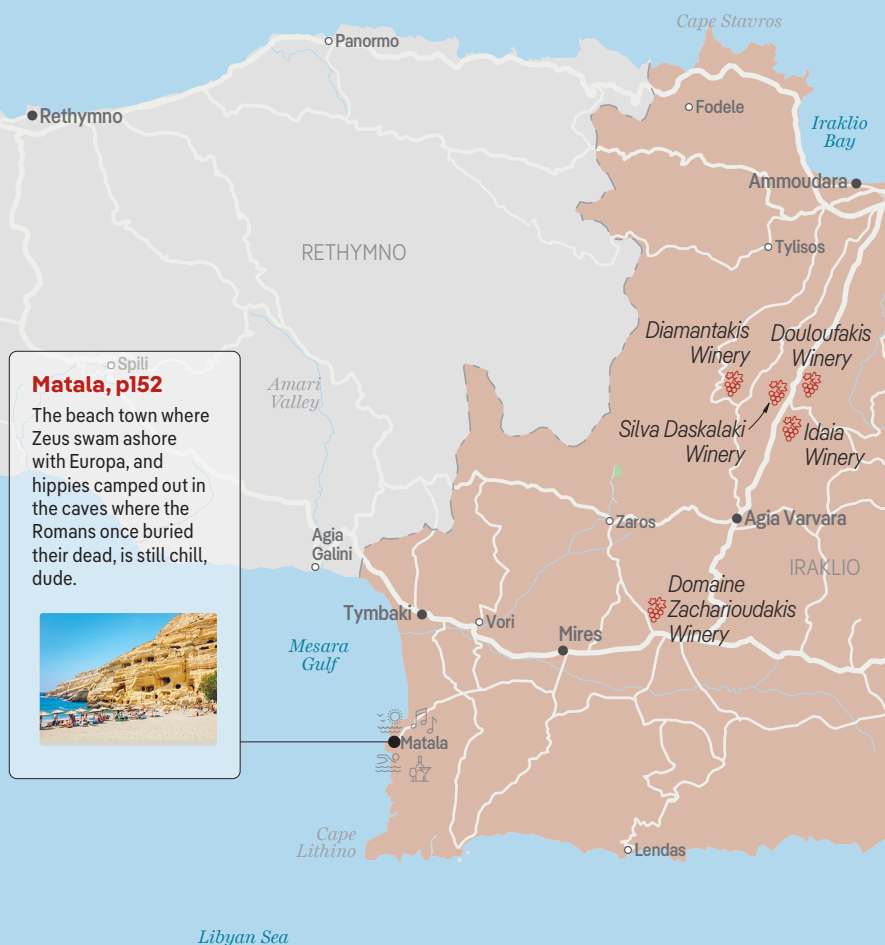 Cape Stavros
Panormo
Rethymno
Fodele
Iraklio
Bay
Ammoudara
Tylisos
RETHYMNO
Diamantakis
Winery
Douloufakis
Winery
Spili
Matala, p152
The beach town where
Zeus swam ashore
with Europa, and
hippies camped out in
the caves where the
Romans once buried
their dead, is still chill,
dude.
Amari
Valley
Silva Daskalaki
Winery
Idaia
Winery
Zaros
Agia Varvara
Agia
Galini
IRAKLIO
Domaine
Zacharioudakis
Winery
Tymbaki
Vori
Mires
Mesara
Gulf
Matala
Cape
Lithino
Lendas
Libyan Sea